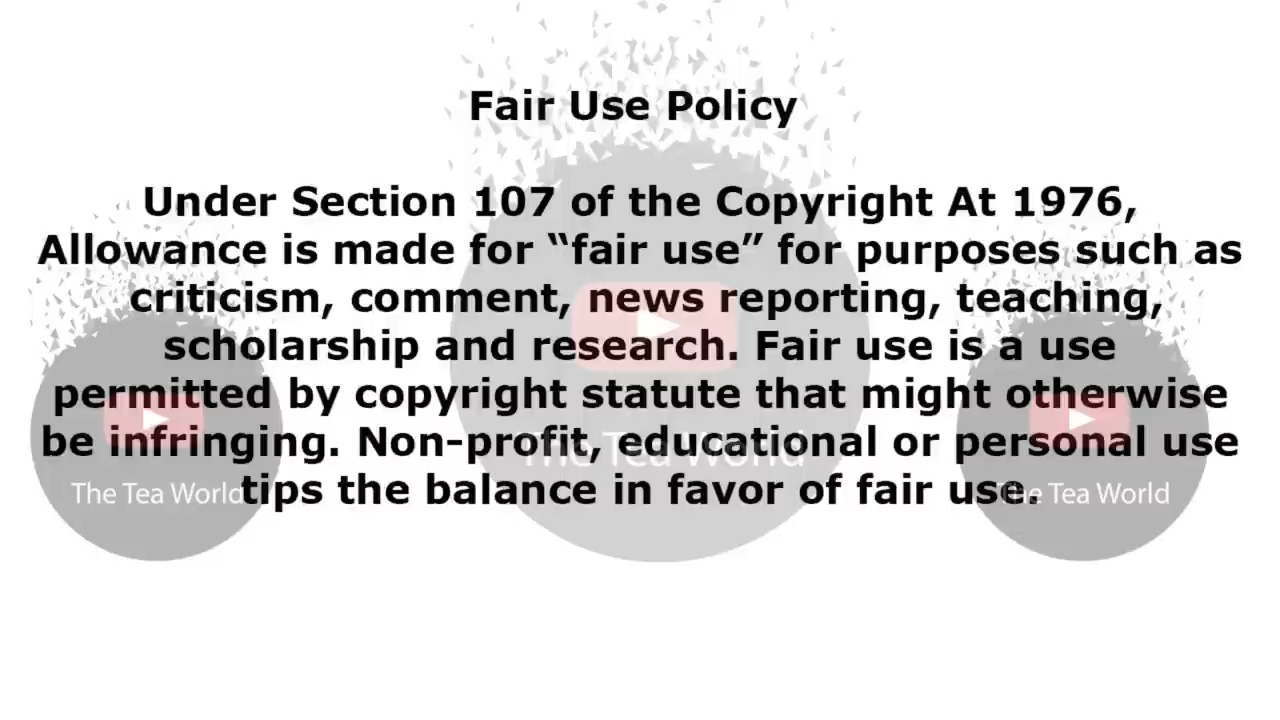 Fair Use Policy
Under Section 107 of the Copyright At 1976,
Allowance is made for “fair use” for purposes such as
criticism, comment, news reporting, teaching,
scholarship and research. Fair use is a use
permitted by copyright statute that might otherwise
be infringing. Non-profit, educational or personal use
tips the balance in favor of fair use.
The Tea World
The Tea World
The Tea World